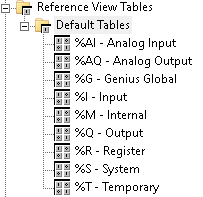 Reference View Tables
Default Tables
%AI - Analog Input
%AQ - Analog Output
%G - Genius Global
%I - Input
%M - Internal
%Q - Output
%R - Register
%S - System
%T - Temporary